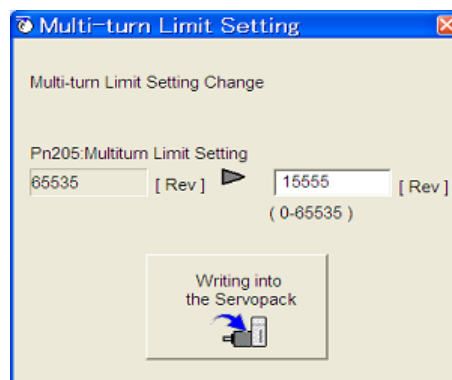 Multi-turn Limit Setting
Multi-turn Limit Setting Change
Pn205:Multiturn Limit Setting
65535 [ Rev ] 15555 [ Rev ]
( 0-65535 )
Writing into
the Servopack